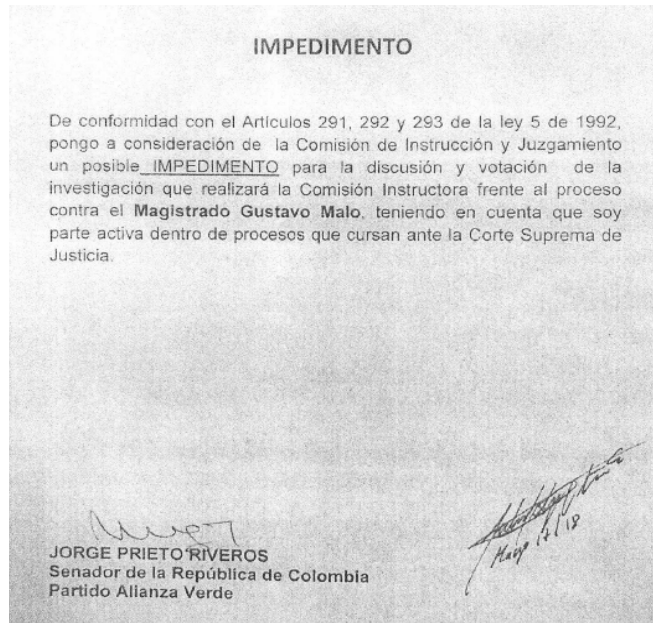 IMPEDIMENTO
De conformidad con el Artículos 291, 292 y 293 de la ley 5 de 1992,
pongo a consideración de la Comisión de Instrucción y Juzgamiento
un posible IMPEDIMENTO para la discusión y votación de la
investigación que realizará la Comisión Instructora frente al proceso
contra el Magistrado Gustavo Malo, teniendo en cuenta que soy
parte activa dentro de procesos que cursan ante la Corte Suprema de
Justicia.
JORGE PRIETO RIVEROS
Senador de la República de Colombia
Partido Alianza Verde
17/18